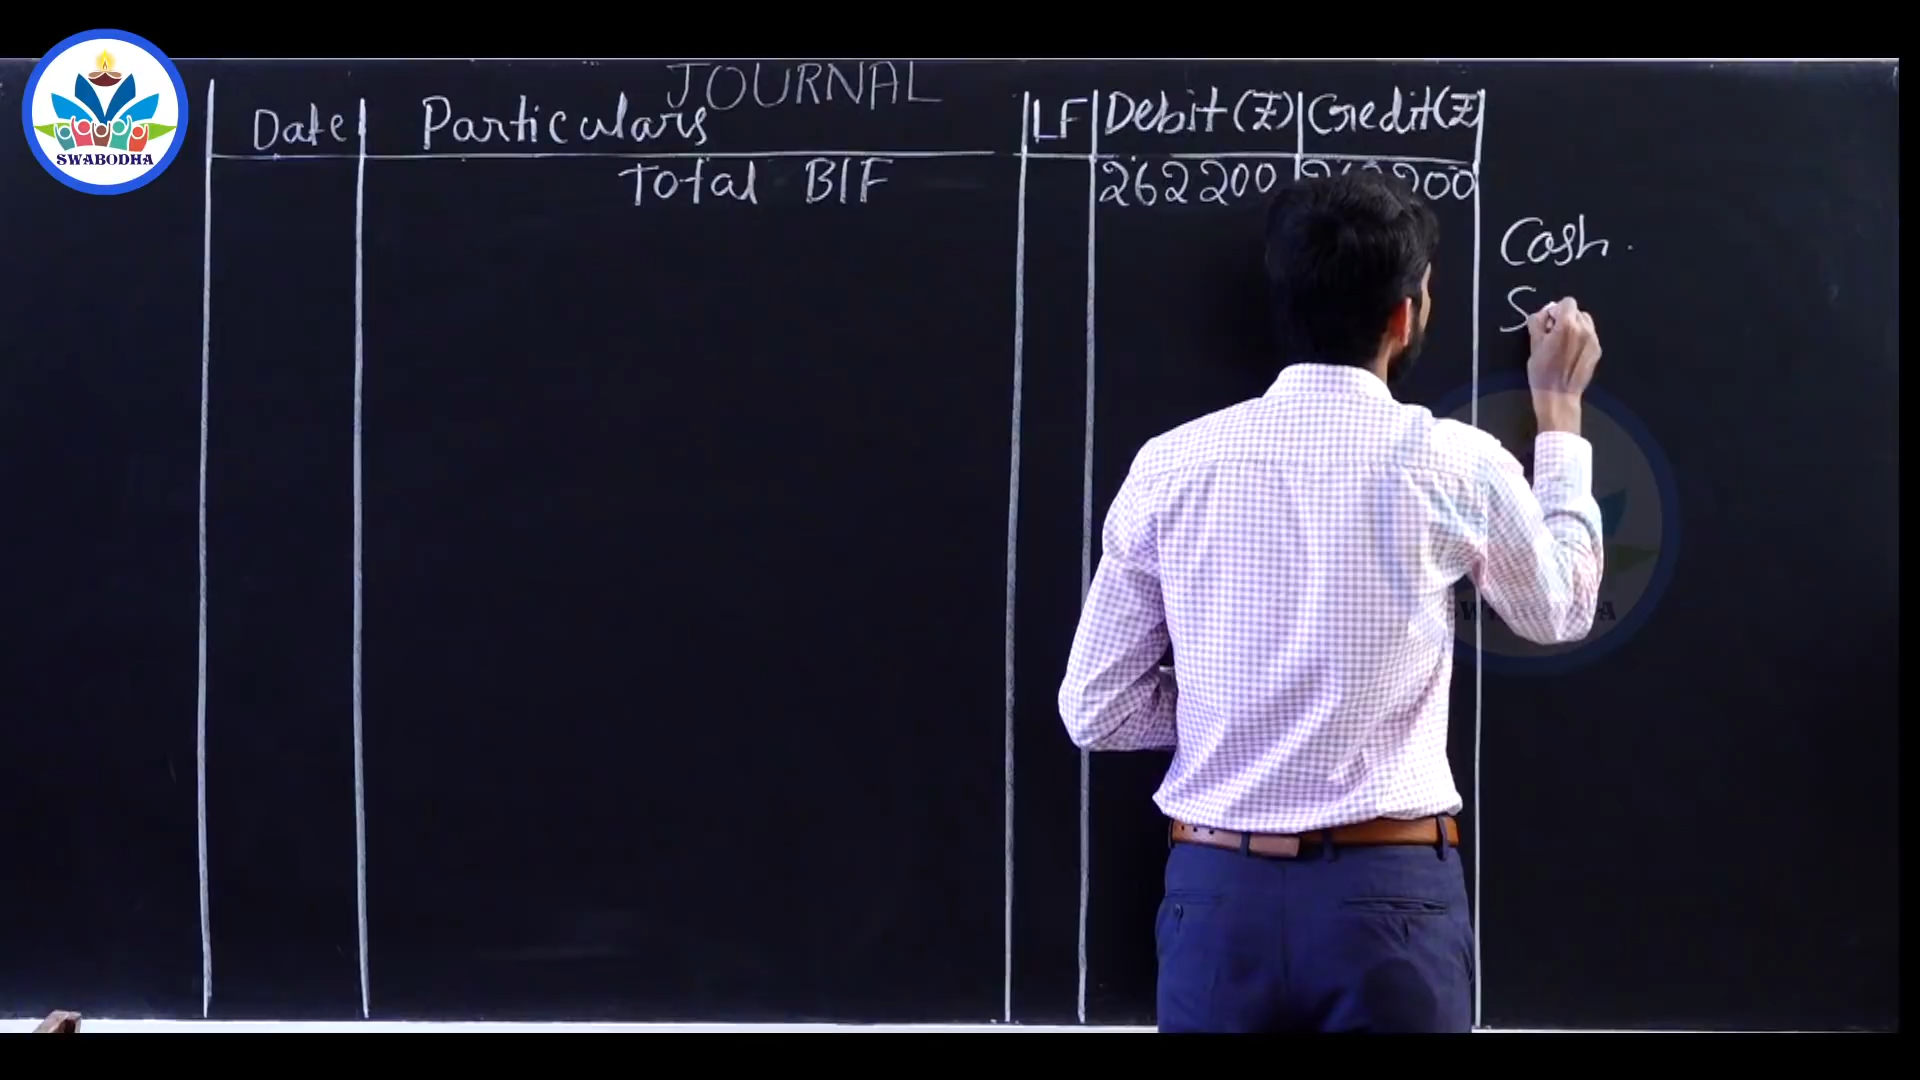 SWABODHA
JOURNAL
Date Particulars LF Debit (₹) Credit (₹)
Total B/F 262200
Cash